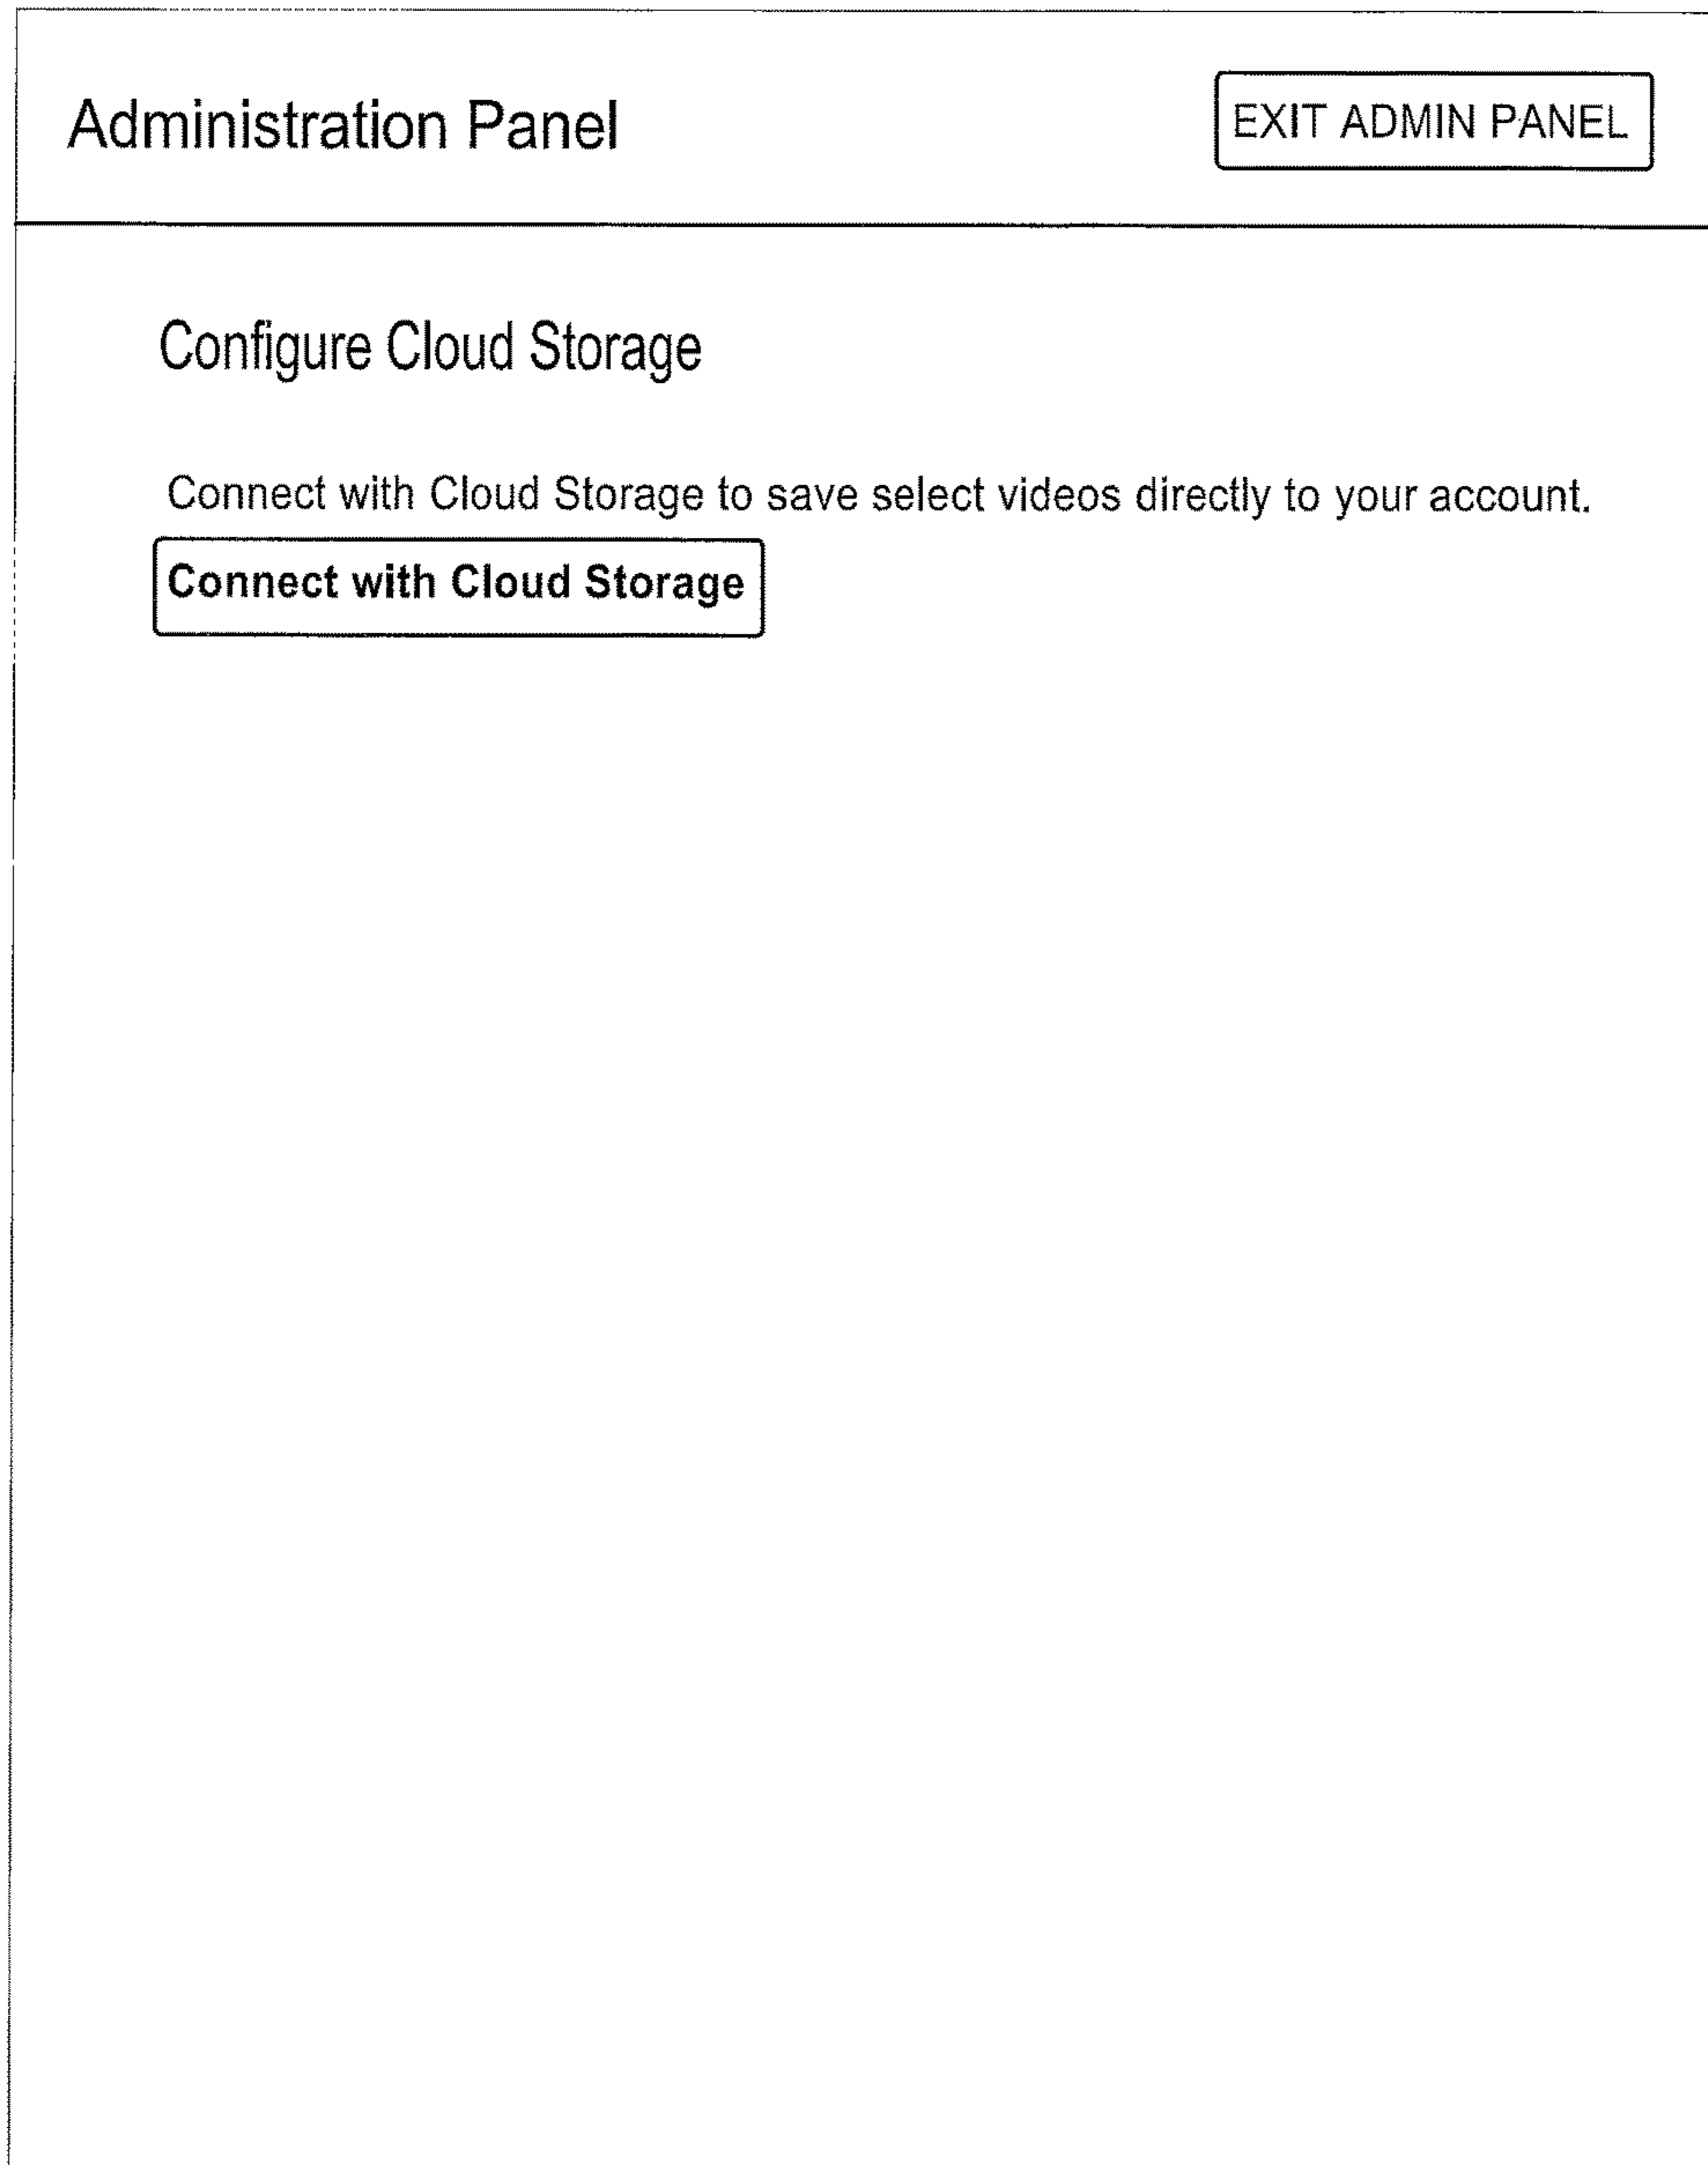 Administration Panel
EXIT ADMIN PANEL
Configure Cloud Storage
Connect with Cloud Storage to save select videos directly to your account.
Connect with Cloud Storage